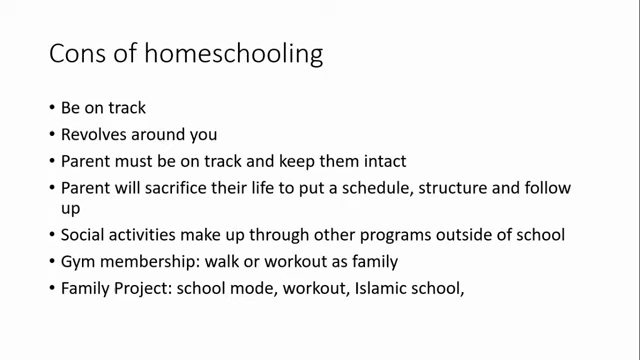 Cons of homeschooling
• Be on track
• Revolves around you
• Parent must be on track and keep them intact
• Parent will sacrifice their life to put a schedule, structure and follow
up
• Social activities make up through other programs outside of school
• Gym membership: walk or workout as family
• Family Project: school mode, workout, Islamic school,